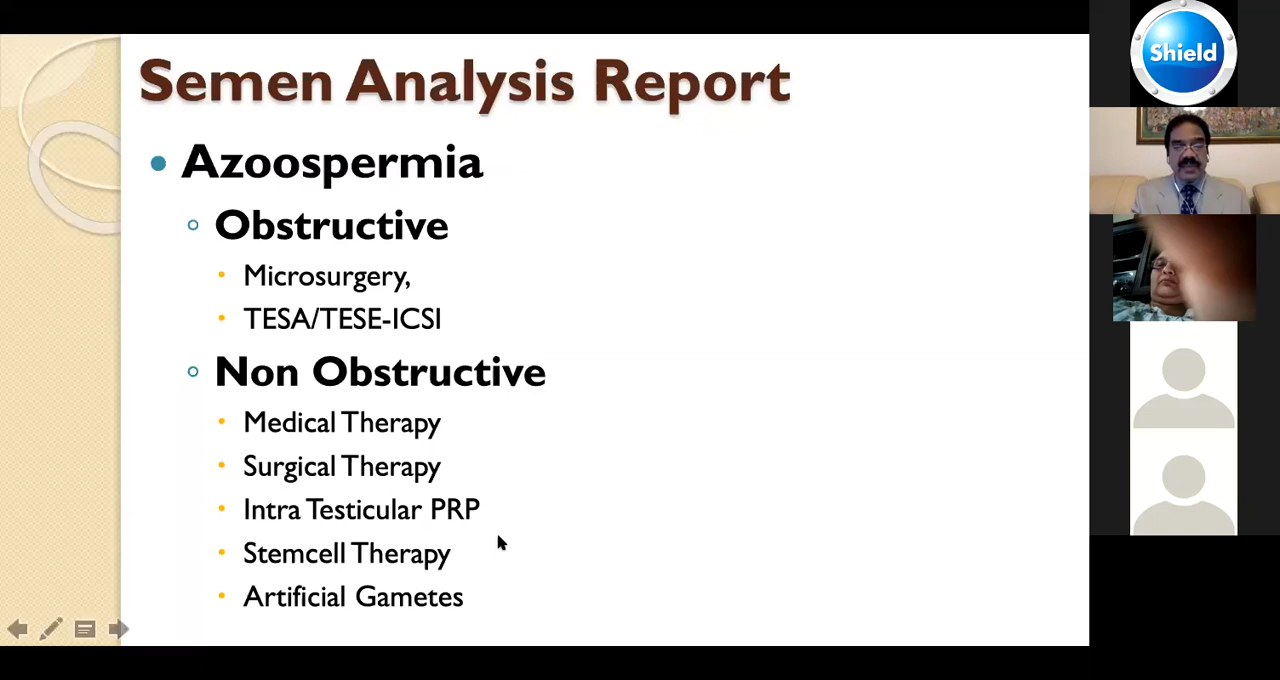 Semen Analysis Report
Azoospermia
Obstructive
Microsurgery,
TESA/TESE-ICSI
Non Obstructive
Medical Therapy
Surgical Therapy
Intra Testicular PRP
Stemcell Therapy
Artificial Gametes
Shield